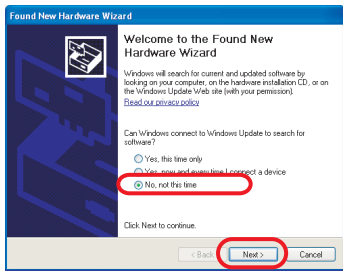 Found New Hardware Wizard
Welcome to the Found New
Hardware Wizard
Windows will search for current and updated software by
looking on your computer, on the hardware installation CD, or on
the Windows Update Web site (with your permission).
Read our privacy policy
Can Windows connect to Windows Update to search for
software?
Yes, this time only
Yes, now and every time I connect a device
No, not this time
Click Next to continue.
< Back
Next >
Cancel